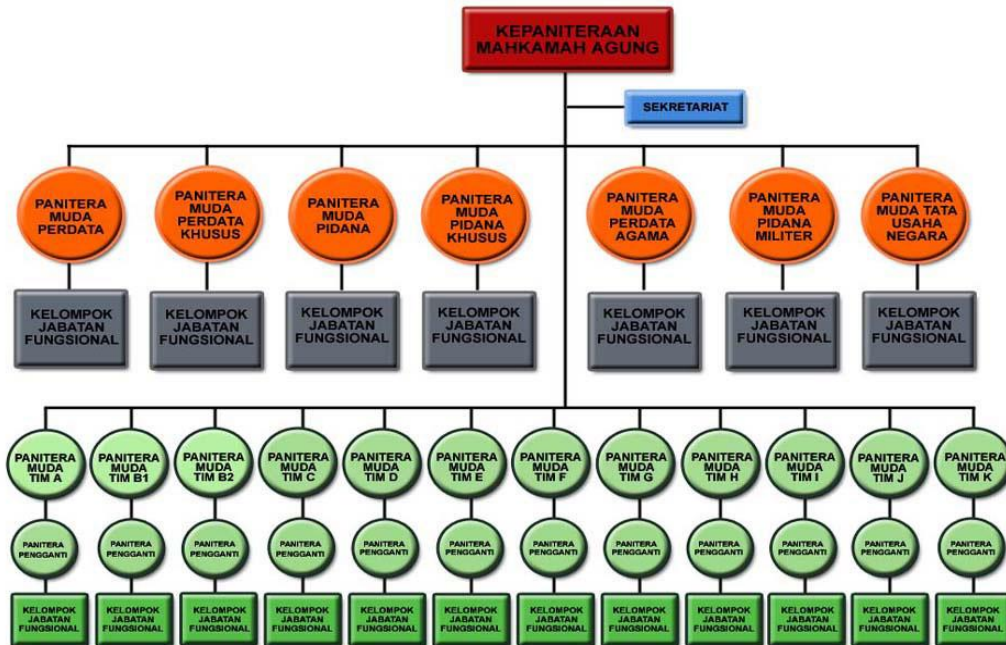 KEPANITERAAN
MAHKAMAH AGUNG
SEKRETARIAT
PANITERA
MUDA
PERDATA
PANITERA
MUDA
PERDATA
KHUSUS
PANITERA
MUDA
PIDANA
PANITERA
MUDA
PIDANA
KHUSUS
PANITERA
MUDA
PERDATA
AGAMA
PANITERA
MUDA
PIDANA
MILITER
PANITERA
MUDA TATA
USAHA
NEGARA
KELOMPOK
JABATAN
FUNGSIONAL
KELOMPOK
JABATAN
FUNGSIONAL
KELOMPOK
JABATAN
FUNGSIONAL
KELOMPOK
JABATAN
FUNGSIONAL
KELOMPOK
JABATAN
FUNGSIONAL
KELOMPOK
JABATAN
FUNGSIONAL
KELOMPOK
JABATAN
FUNGSIONAL
PANITERA
MUDA
TIM A
PANITERA
MUDA
TIM B1
PANITERA
MUDA
TIM B2
PANITERA
MUDA
TIM C
PANITERA
MUDA
TIM D
PANITERA
MUDA
TIM E
PANITERA
MUDA
TIM F
PANITERA
MUDA
TIM G
PANITERA
MUDA
TIM H
PANITERA
MUDA
TIM I
PANITERA
MUDA
TIM J
PANITERA
MUDA
TIM K
PANITERA
PENGGANTI
PANITERA
PENGGANTI
PANITERA
PENGGANTI
PANITERA
PENGGANTI
PANITERA
PENGGANTI
PANITERA
PENGGANTI
PANITERA
PENGGANTI
PANITERA
PENGGANTI
PANITERA
PENGGANTI
PANITERA
PENGGANTI
PANITERA
PENGGANTI
PANITERA
PENGGANTI
KELOMPOK
JABATAN
FUNGSIONAL
KELOMPOK
JABATAN
FUNGSIONAL
KELOMPOK
JABATAN
FUNGSIONAL
KELOMPOK
JABATAN
FUNGSIONAL
KELOMPOK
JABATAN
FUNGSIONAL
KELOMPOK
JABATAN
FUNGSIONAL
KELOMPOK
JABATAN
FUNGSIONAL
KELOMPOK
JABATAN
FUNGSIONAL
KELOMPOK
JABATAN
FUNGSIONAL
KELOMPOK
JABATAN
FUNGSIONAL
KELOMPOK
JABATAN
FUNGSIONAL
KELOMPOK
JABATAN
FUNGSIONAL